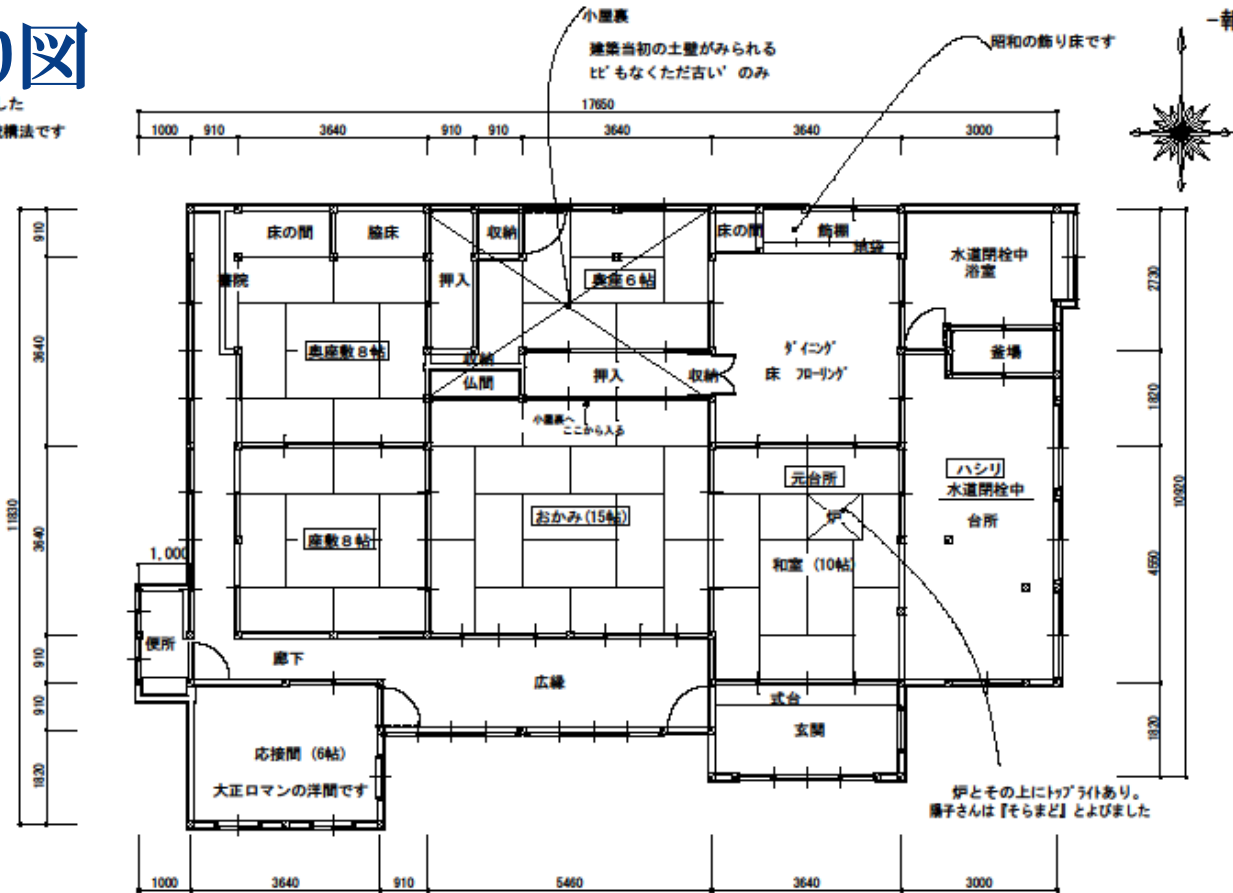 の図
した
構法です
小屋裏
建築当初の土壁がみられる
ヒビもなくただ古い’のみ
昭和の飾り床です
-報
17650
1000 910 3640 910 910 3640 3640 3000
床の間 脇床 収納 床の間 飾棚
地袋
水道閉栓中
浴室
書院 押入 奥座6帖
奥座敷8帖
収納
仏間 押入 収納
ダイニング
床 フローリング
釜場
小屋裏へ
ここから入る
元台所
ハシリ
水道閉栓中
台所
座敷8帖
おかみ(15帖)
炉
和室 (10帖)
1,000
便所
廊下
広縁
式台
玄関
応接間 (6帖)
大正ロマンの洋間です
炉とその上にトップライトあり。
陽子さんは『そらまど』とよびました
910
3640
3640
910
910
1820
11830
2730
1820
4550
1820
10920
1000 3640 910 5460 3640 3000